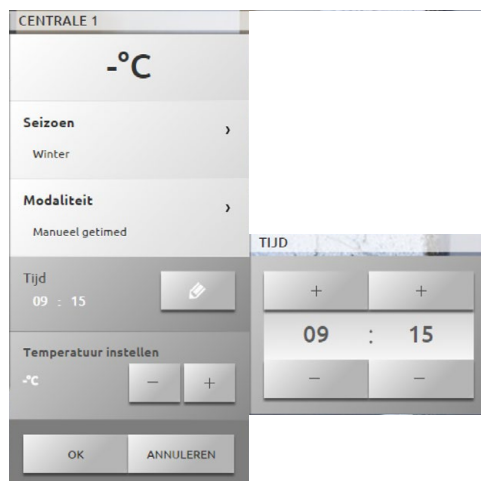 CENTRALE 1
-°C
Seizoen
Winter
Modaliteit
Manueel getimed
Tijd
09 : 15
Temperatuur instellen
-°C
− +
OK ANNULEREN
TIJD
+ +
09 : 15
− −